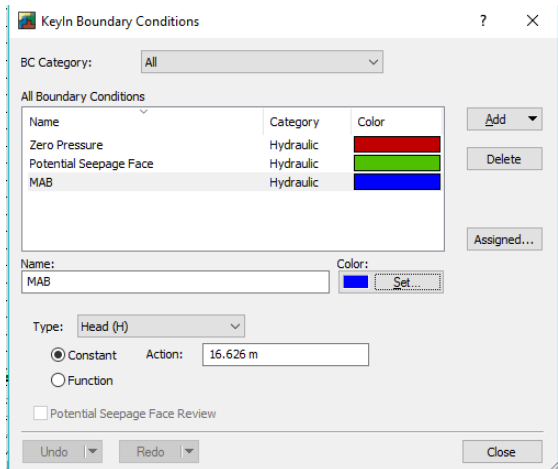 KeyIn Boundary Conditions ? ×
BC Category: All
All Boundary Conditions
Name Category Color Add
Zero Pressure Hydraulic
Potential Seepage Face Hydraulic Delete
MAB Hydraulic
Assigned...
Name: Color:
MAB Set...
Type: Head (H)
Constant Action: 16.626 m
Function
Potential Seepage Face Review
Undo Redo Close